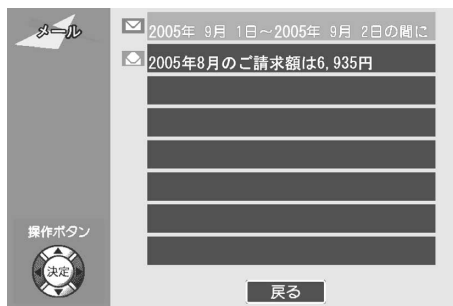 メール
2005年 9月 1日～2005年 9月 2日の間に
2005年8月のご請求額は6,935円
操作ボタン
決定
戻る